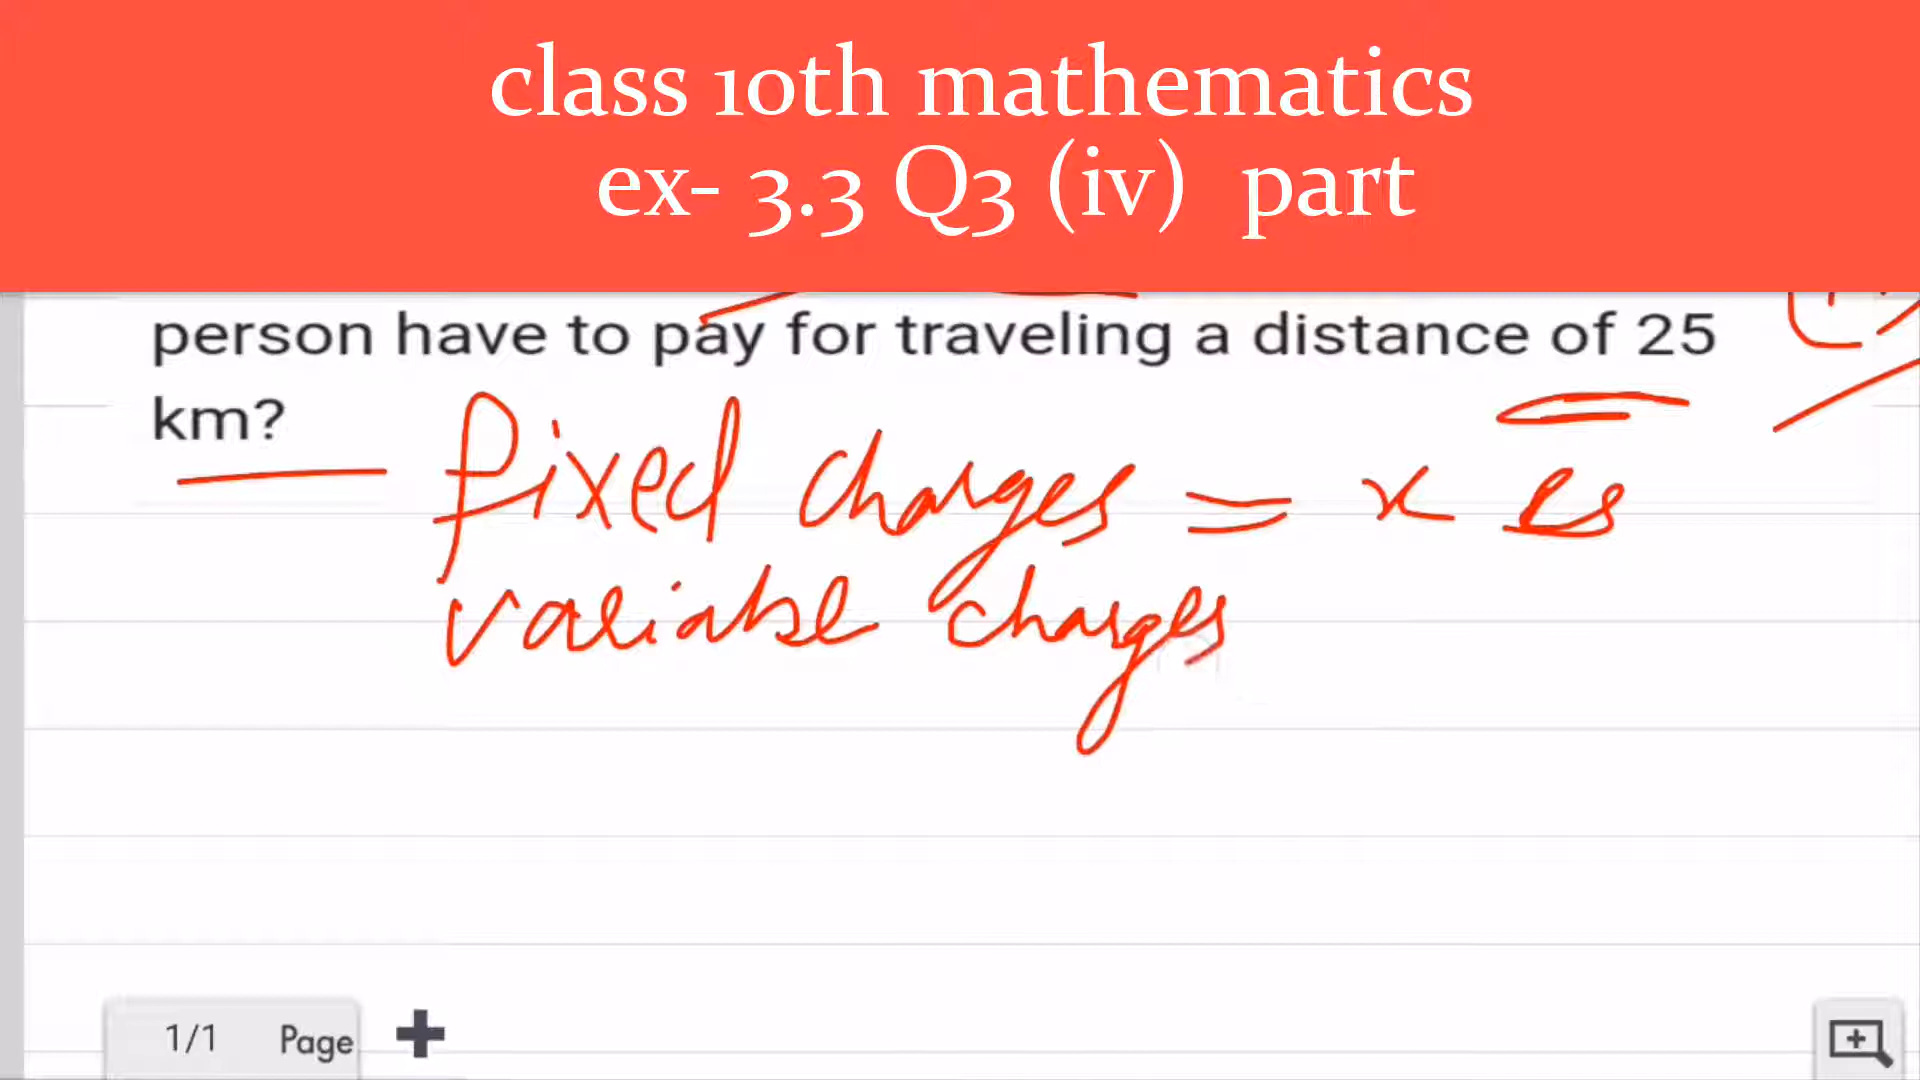 class 10th mathematics
ex- 3.3 Q3 (iv) part
person have to pay for traveling a distance of 25
km?
fixed charges = x Rs
variable charges
1/1 Page